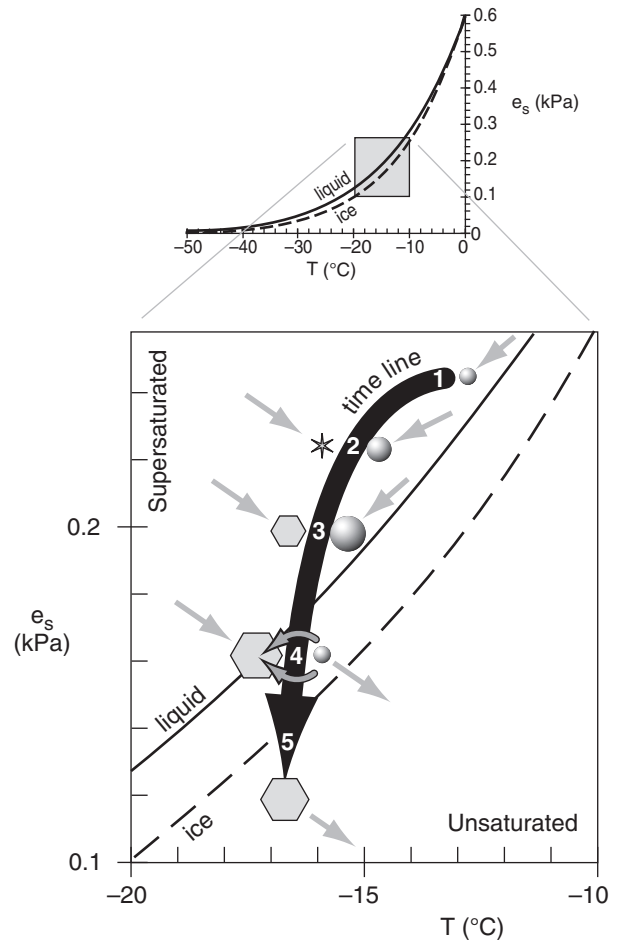 0.6
0.5
0.4
0.3
0.2
0.1
0
e_s (kPa)
liquid
ice
–50 –40 –30 –20 –10 0
T (°C)
Supersaturated
time line
1
2
3
4
5
0.2
e_s
(kPa)
liquid
ice
Unsaturated
0.1
–20 –15 –10
T (°C)